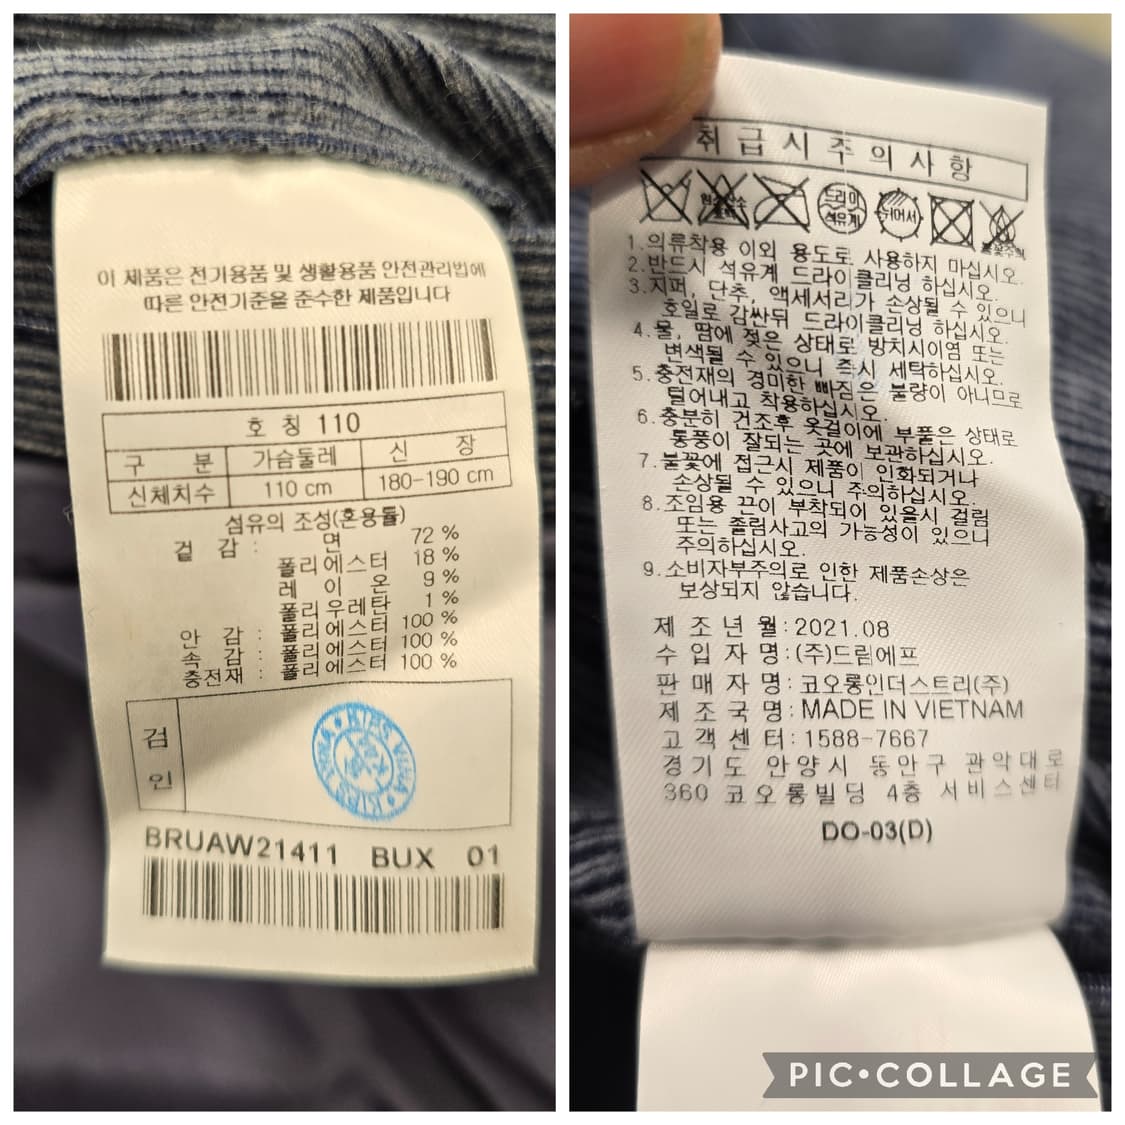 이 제품은 전기용품 및 생활용품 안전관리법에
따른 안전기준을 준수한 제품입니다
호 칭 110
구 분 가슴둘레 신 장
신체치수 110 cm 180-190 cm
섬유의 조성(혼용률)
겉 감 : 면 72 %
폴리에스터 18 %
레 이 온 9 %
폴리우레탄 1 %
안 감 : 폴리에스터 100 %
속 감 : 폴리에스터 100 %
충전재 : 폴리에스터 100 %
검
인
BRUAW21411 BUX 01
취급시주의사항
드라이
석유계
뉘어서
1.의류착용 이외 용도로 사용하지 마십시오.
2.반드시 석유계 드라이클리닝 하십시오.
3.지퍼, 단추, 액세서리가 손상될 수 있으니
호일로 감싼뒤 드라이클리닝 하십시오.
4.물, 땀에 젖은 상태로 방치시이염 또는
변색될 수 있으니 즉시 세탁하십시오.
5.충전재의 경미한 빠짐은 불량이 아니므로
털어내고 착용하십시오.
6.충분히 건조후 옷걸이에 부풀은 상태로
통풍이 잘되는 곳에 보관하십시오.
7.불꽃에 접근시 제품이 인화되거나
손상될 수 있으니 주의하십시오.
8.조임용 끈이 부착되어 있을시 걸림
또는 졸림사고의 가능성이 있으니
주의하십시오.
9.소비자부주의로 인한 제품손상은
보상되지 않습니다.
제 조 년 월:2021.08
수 입 자 명:(주)드림에프
판 매 자 명:코오롱인더스트리(주)
제 조 국 명:MADE IN VIETNAM
고 객 센 터:1588-7667
경기도 안양시 동안구 관악대로
360 코오롱빌딩 4층 서비스센터
DO-03(D)
PIC•COLLAGE